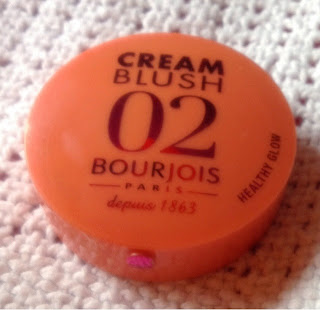 CREAM
BLUSH
02
BOURJOIS
PARIS
depuis 1863
HEALTHY GLOW